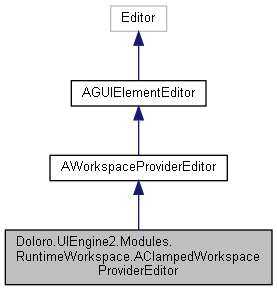 Editor
AGUIElementEditor
AWorkspaceProviderEditor
Doloro.UIEngine2.Modules.
RuntimeWorkspace.AClampedWorkspace
ProviderEditor